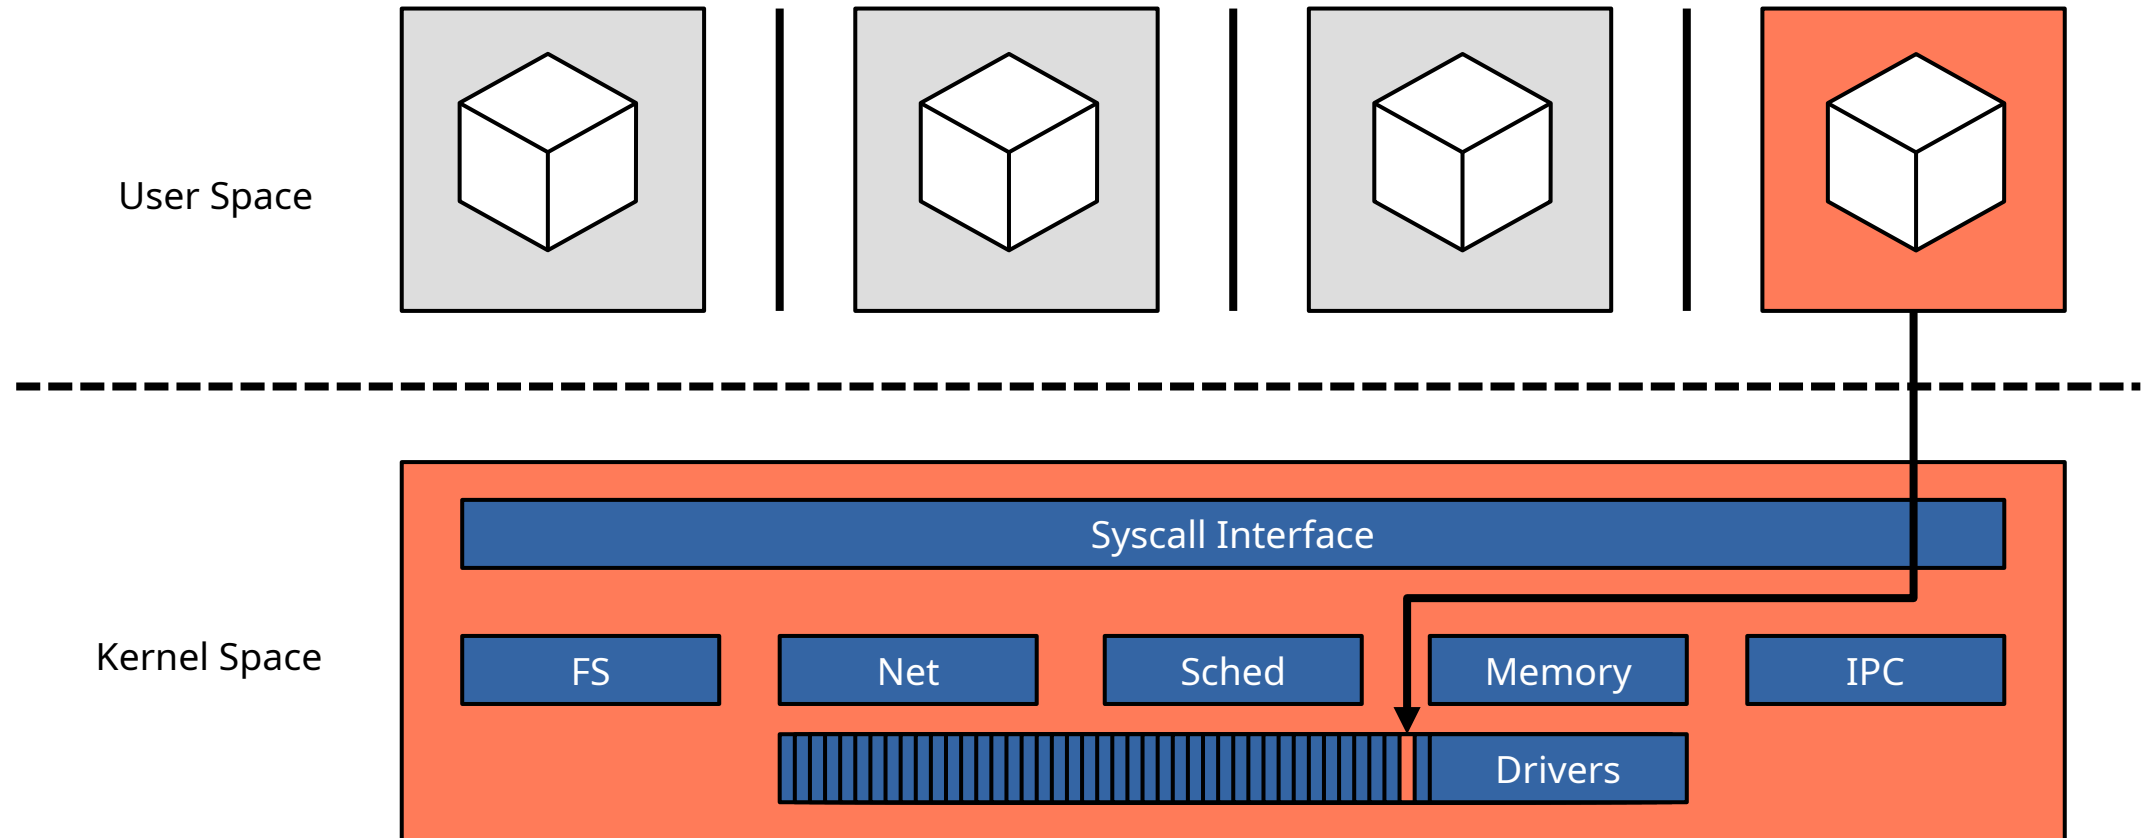 User Space
Syscall Interface
Kernel Space
FS
Net
Sched
Memory
IPC
Drivers